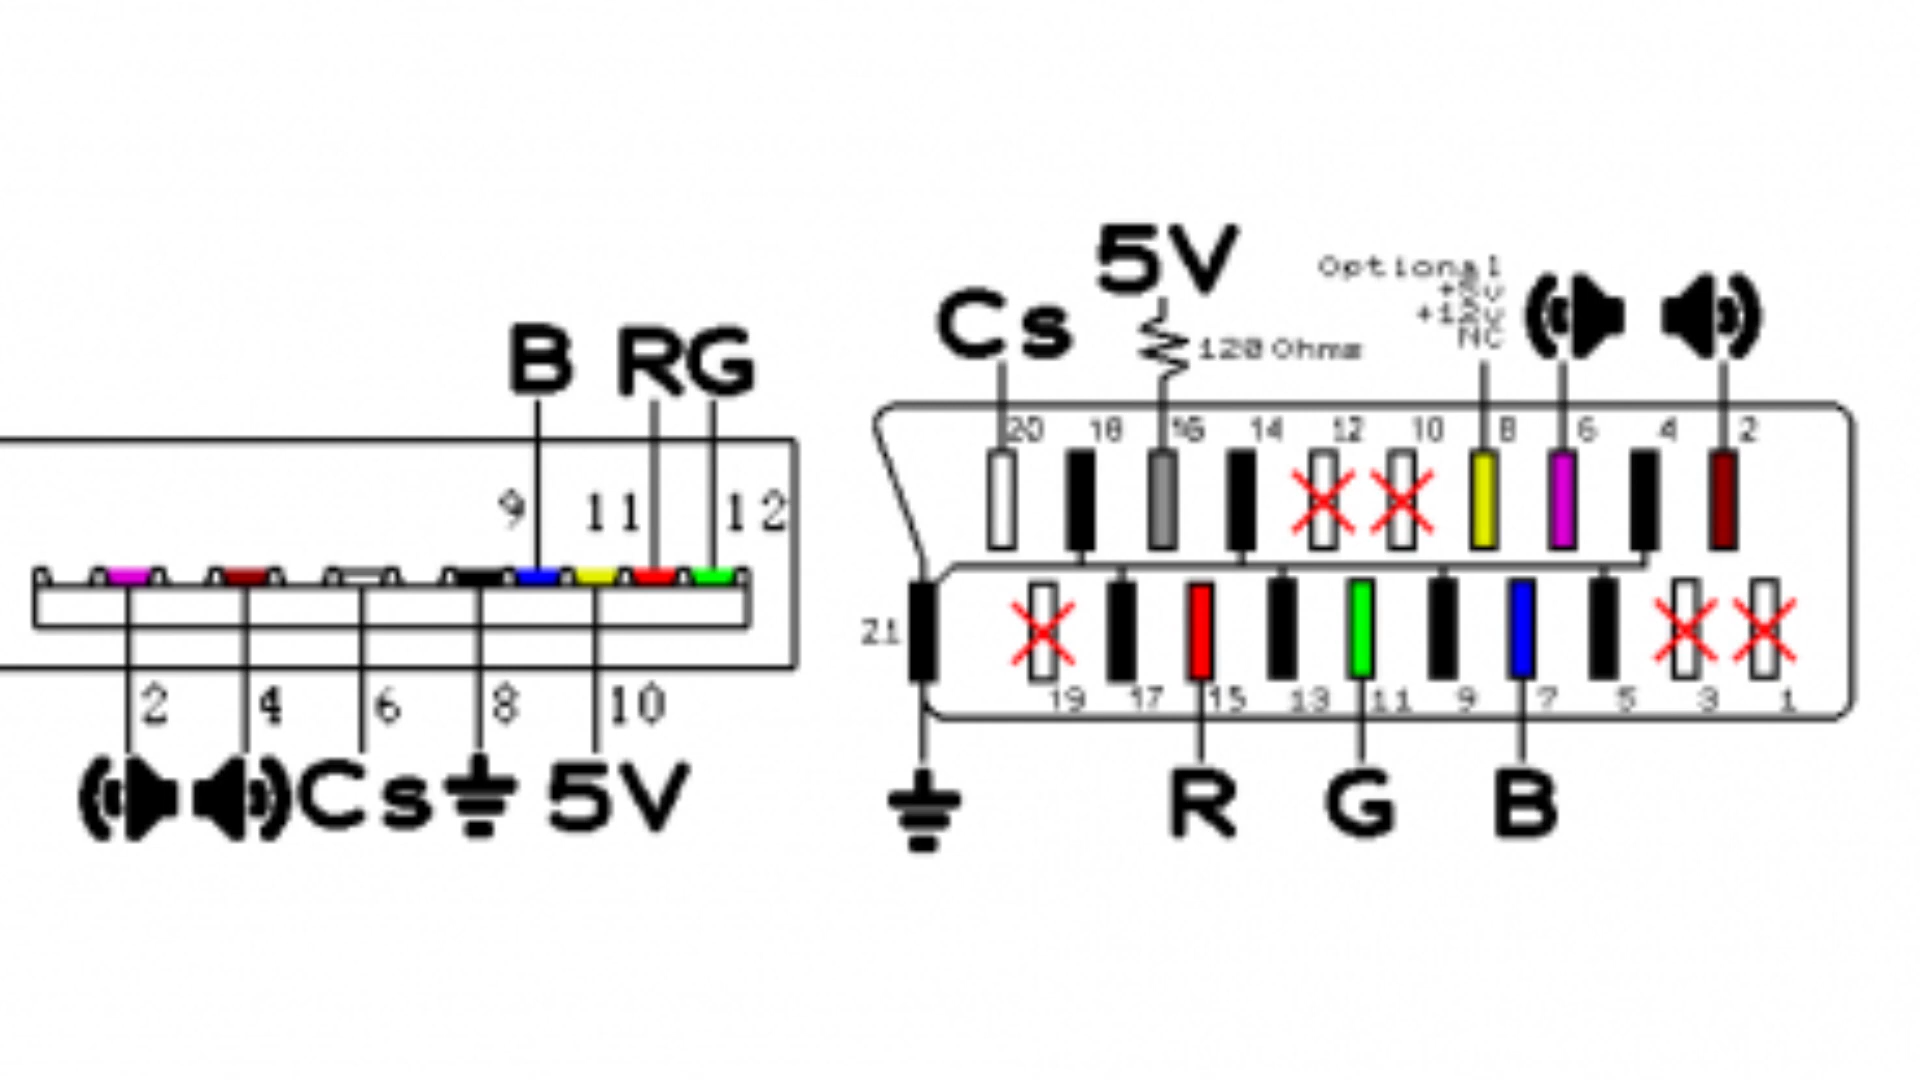 B RG
9 11 12
2 4 6 8 10
Cs 5V
5V
Cs
Optional
+5v
+12v
NC
120 Ohms
20 18 16 14 12 10 8 6 4 2
21
19 17 15 13 11 9 7 5 3 1
R G B